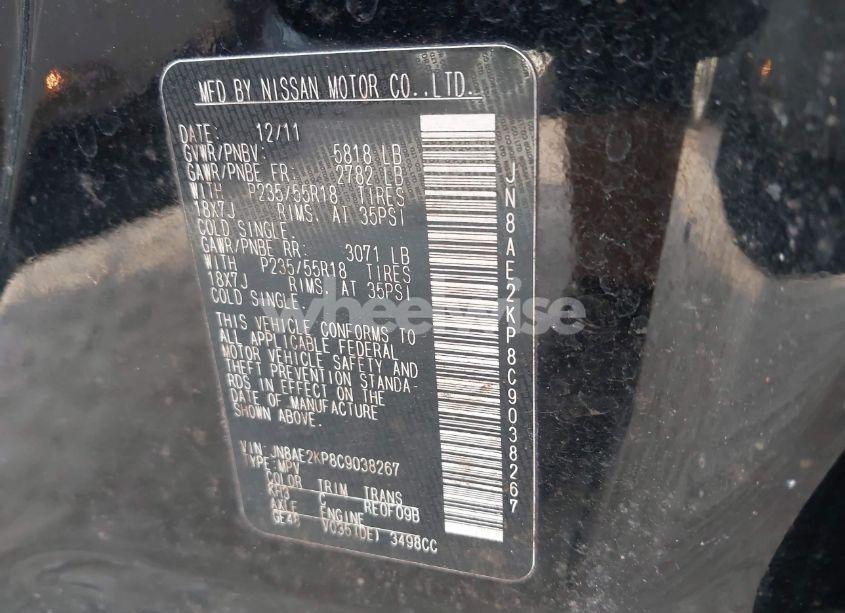 MFD BY NISSAN MOTOR CO.,LTD.
DATE: 12/11
GVWR/PNBV: 5818 LB
GAWR/PNBE FR: 2782 LB
WITH P235/55R18 TIRES
18X7J RIMS. AT 35PSI
COLD SINGLE.
GAWR/PNBE RR: 3071 LB
WITH P235/55R18 TIRES
18X7J RIMS. AT 35PSI
COLD SINGLE.
THIS VEHICLE CONFORMS TO
ALL APPLICABLE FEDERAL
MOTOR VEHICLE SAFETY AND
THEFT PREVENTION STANDA-
RDS IN EFFECT ON THE
DATE OF MANUFACTURE
SHOWN ABOVE.
VIN: JN8AE2KP8C9038267
TYPE: MPV
COLOR TRIM TRANS
KH3 C RE0F09B
AXLE ENGINE
VQ35(DE) 3498CC
JN8AE2KP8C9038267
wheelwise